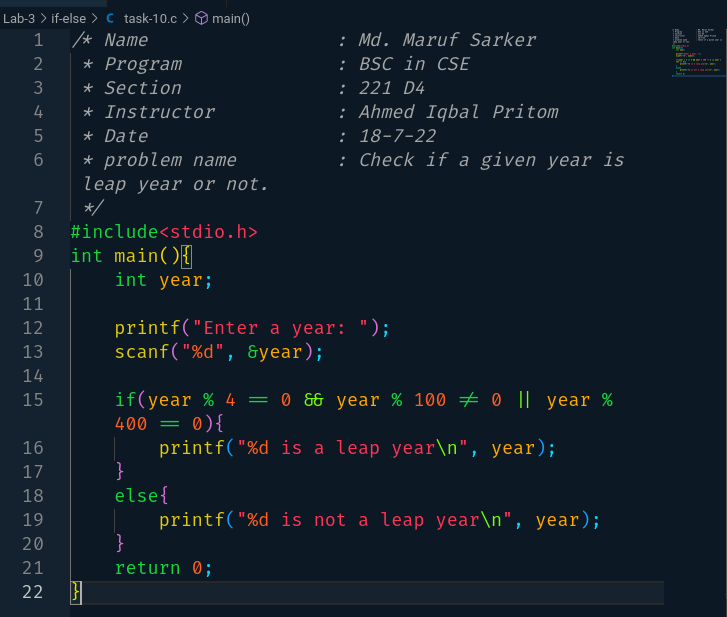 Lab-3 > if-else > C task-10.c > main()
1 /* Name : Md. Maruf Sarker
2 * Program : BSC in CSE
3 * Section : 221 D4
4 * Instructor : Ahmed Iqbal Pritom
5 * Date : 18-7-22
6 * problem name : Check if a given year is
leap year or not.
7 */
8 #include<stdio.h>
9 int main(){
10 int year;
11
12 printf("Enter a year: ");
13 scanf("%d", &year);
14
15 if(year % 4 == 0 && year % 100 != 0 || year %
400 == 0){
16 printf("%d is a leap year\n", year);
17 }
18 else{
19 printf("%d is not a leap year\n", year);
20 }
21 return 0;
22 }